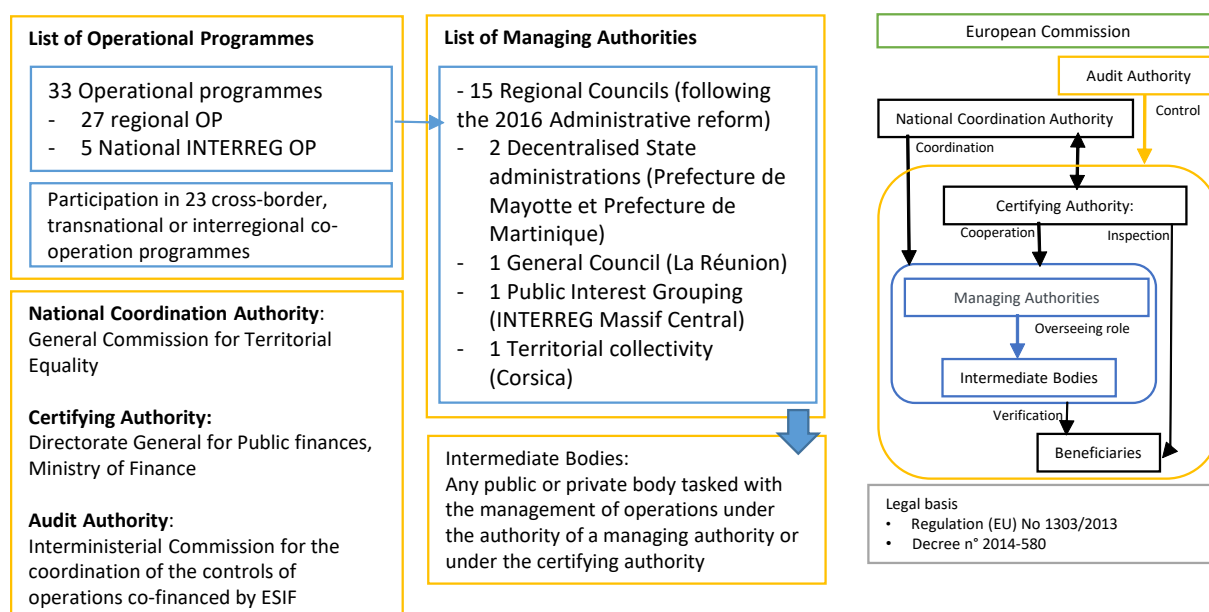 List of Operational Programmes
33 Operational programmes
- 27 regional OP
- 5 National INTERREG OP
Participation in 23 cross-border,
transnational or interregional co-
operation programmes
National Coordination Authority:
General Commission for Territorial
Equality
Certifying Authority:
Directorate General for Public finances,
Ministry of Finance
Audit Authority:
Interministerial Commission for the
coordination of the controls of
operations co-financed by ESIF
List of Managing Authorities
- 15 Regional Councils (following
the 2016 Administrative reform)
- 2 Decentralised State
administrations (Prefecture de
Mayotte et Prefecture de
Martinique)
- 1 General Council (La Réunion)
- 1 Public Interest Grouping
(INTERREG Massif Central)
- 1 Territorial collectivity
(Corsica)
Intermediate Bodies:
Any public or private body tasked with
the management of operations under
the authority of a managing authority or
under the certifying authority
European Commission
Audit Authority
Control
National Coordination Authority
Coordination
Certifying Authority:
Cooperation
Inspection
Managing Authorities
Overseeing role
Intermediate Bodies
Verification
Beneficiaries
Legal basis
• Regulation (EU) No 1303/2013
• Decree n° 2014-580